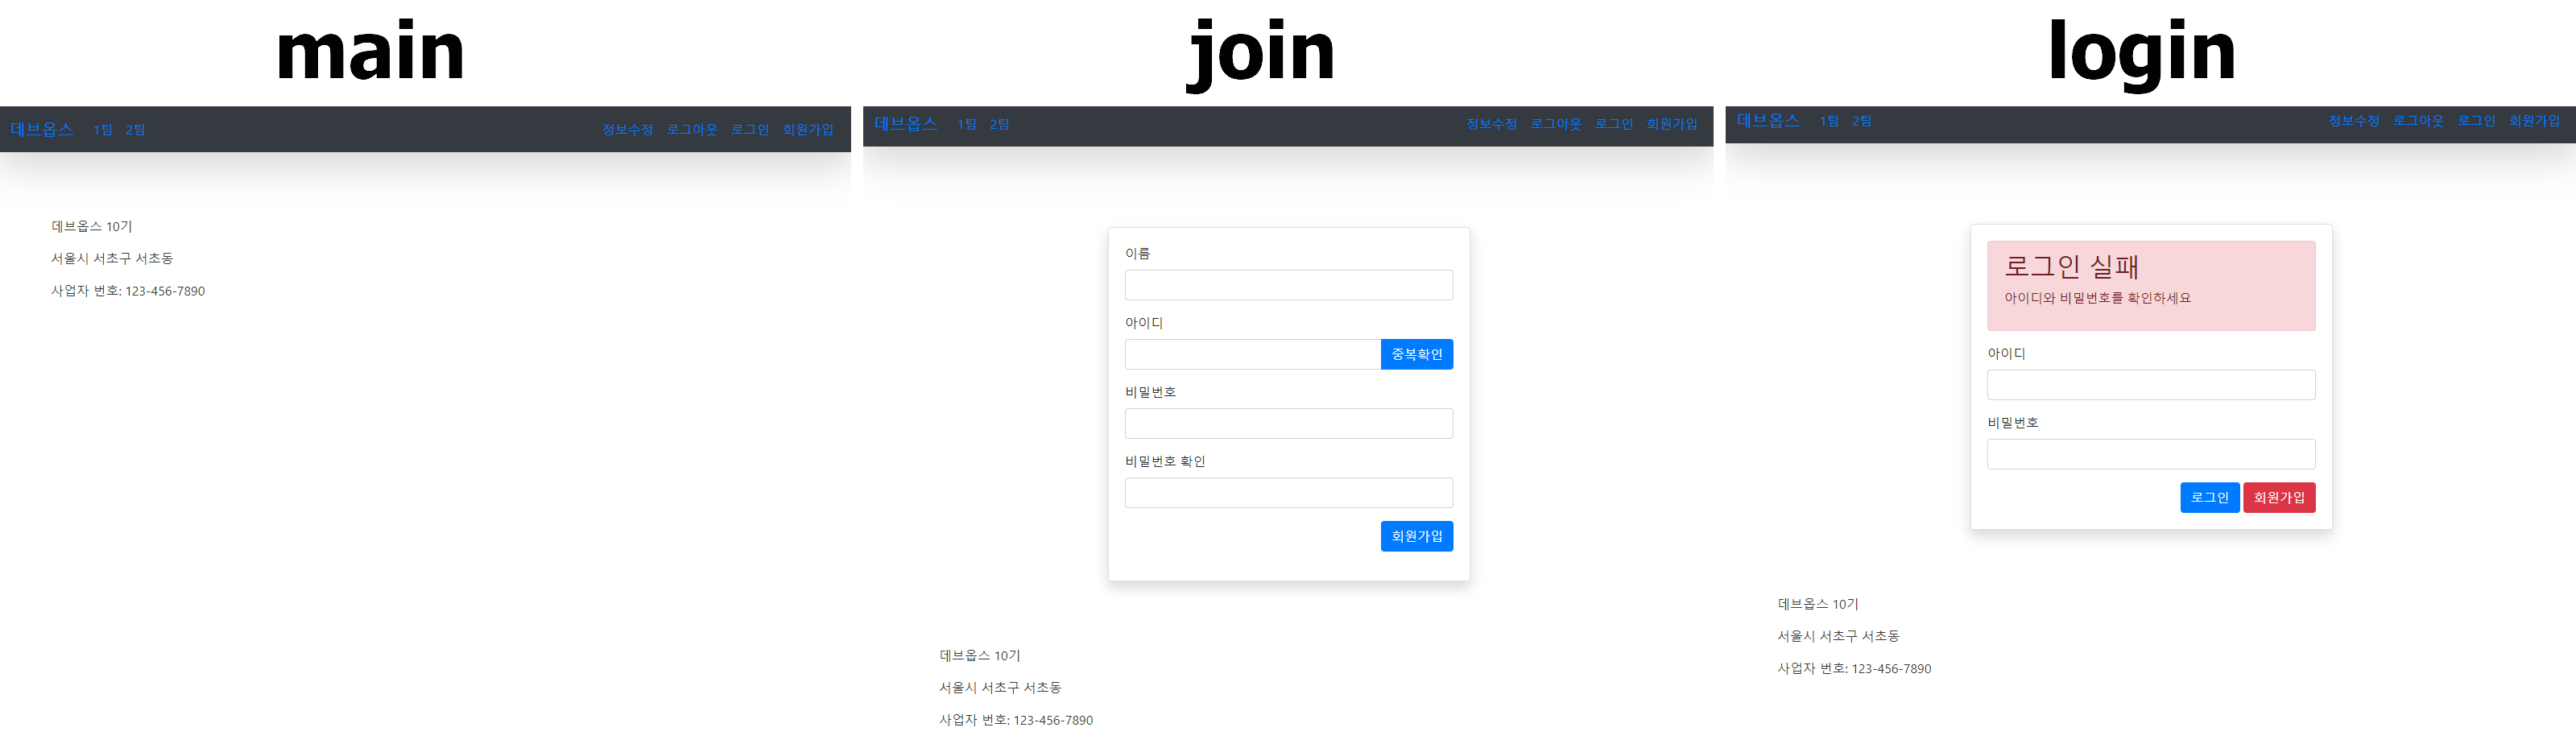 main
데브옵스 1팀 2팀 정보수정 로그아웃 로그인 회원가입
데브옵스 10기
서울시 서초구 서초동
사업자 번호: 123-456-7890
join
데브옵스 1팀 2팀 정보수정 로그아웃 로그인 회원가입
이름
아이디
중복확인
비밀번호
비밀번호 확인
회원가입
데브옵스 10기
서울시 서초구 서초동
사업자 번호: 123-456-7890
login
데브옵스 1팀 2팀 정보수정 로그아웃 로그인 회원가입
로그인 실패
아이디와 비밀번호를 확인하세요
아이디
비밀번호
로그인 회원가입
데브옵스 10기
서울시 서초구 서초동
사업자 번호: 123-456-7890